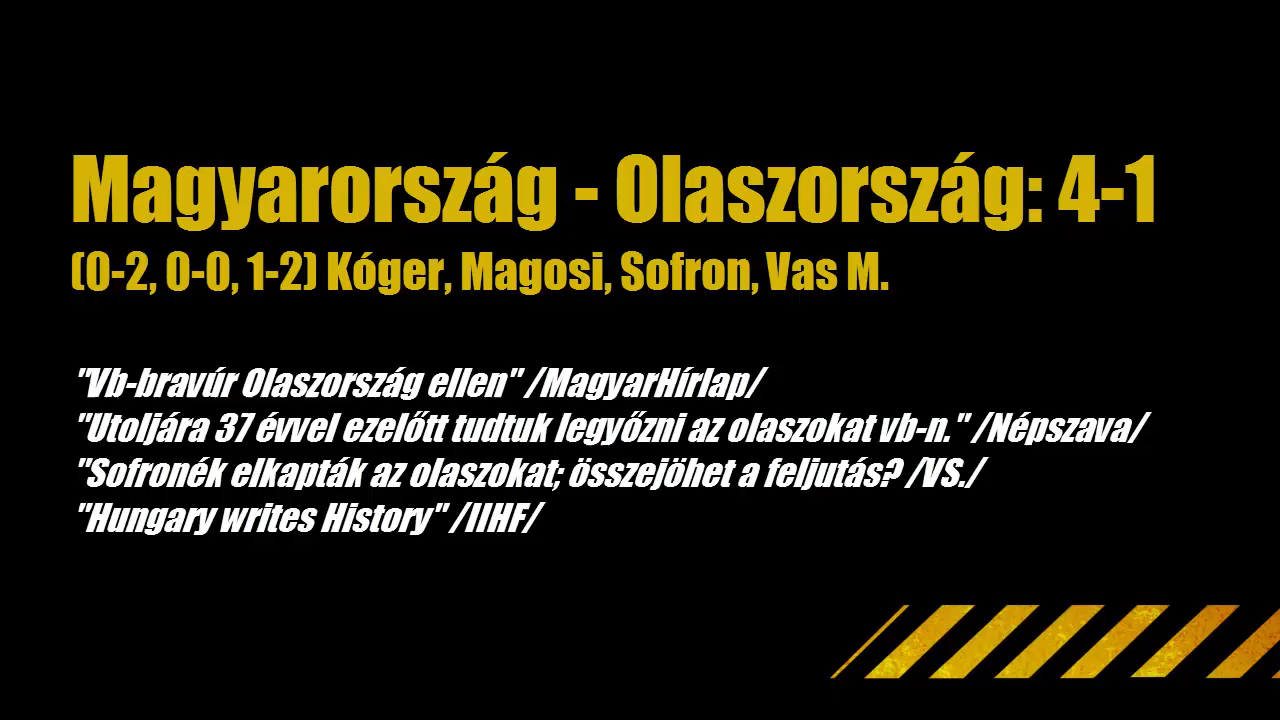 Magyarország - Olaszország: 4-1
(0-2, 0-0, 1-2) Kóger, Magosi, Sofron, Vas M.
"Vb-bravúr Olaszország ellen" /MagyarHírlap/
"Utoljára 37 évvel ezelőtt tudtuk legyőzni az olaszokat vb-n." /Népszava/
"Sofronék elkapták az olaszokat; összejöhet a feljutás? /VS./
"Hungary writes History" /IIHF/